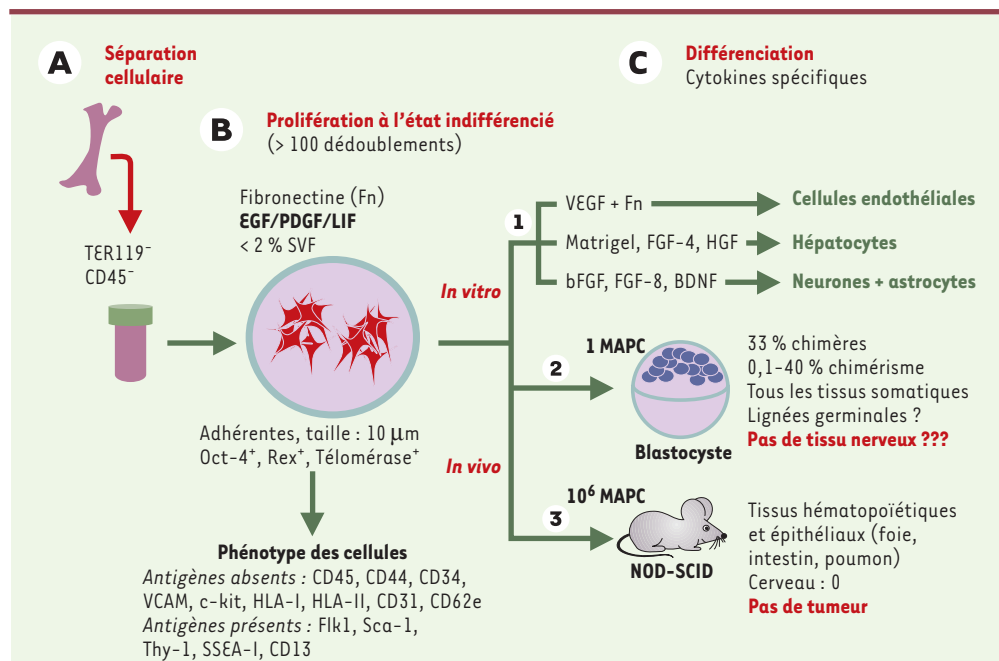 A
Séparation
cellulaire
TER119⁻
CD45⁻
B
Prolifération à l'état indifférencié
(> 100 dédoublements)
Fibronectine (Fn)
EGF/PDGF/LIF
< 2 % SVF
Adhérentes, taille : 10 µm
Oct-4⁺, Rex⁺, Télomérase⁺
Phénotype des cellules
Antigènes absents : CD45, CD44, CD34,
VCAM, c-kit, HLA-I, HLA-II, CD31, CD62e
Antigènes présents : Flk1, Sca-1,
Thy-1, SSEA-I, CD13
C
Différenciation
Cytokines spécifiques
In vitro
1
VEGF + Fn
Cellules endothéliales
Matrigel, FGF-4, HGF
Hépatocytes
bFGF, FGF-8, BDNF
Neurones + astrocytes
In vivo
1 MAPC
2
Blastocyste
33 % chimères
0,1-40 % chimérisme
Tous les tissus somatiques
Lignées germinales ?
Pas de tissu nerveux ???
10⁶ MAPC
3
NOD-SCID
Tissus hématopoïétiques
et épithéliaux (foie,
intestin, poumon)
Cerveau : 0
Pas de tumeur